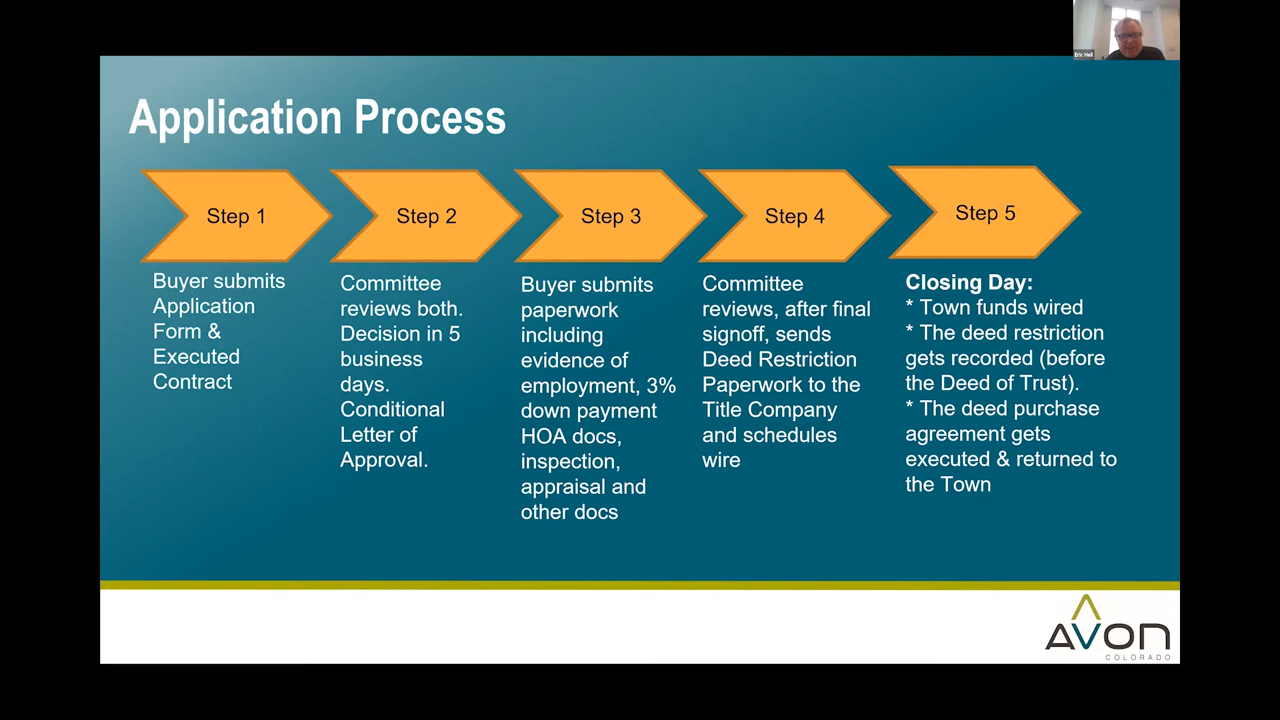 Eric Heil
Application Process
Step 1
Step 2
Step 3
Step 4
Step 5
Buyer submits
Application
Form &
Executed
Contract
Committee
reviews both.
Decision in 5
business
days.
Conditional
Letter of
Approval.
Buyer submits
paperwork
including
evidence of
employment, 3%
down payment
HOA docs,
inspection,
appraisal and
other docs
Committee
reviews, after final
signoff, sends
Deed Restriction
Paperwork to the
Title Company
and schedules
wire
Closing Day:
* Town funds wired
* The deed restriction
gets recorded (before
the Deed of Trust).
* The deed purchase
agreement gets
executed & returned to
the Town
AVON
COLORADO